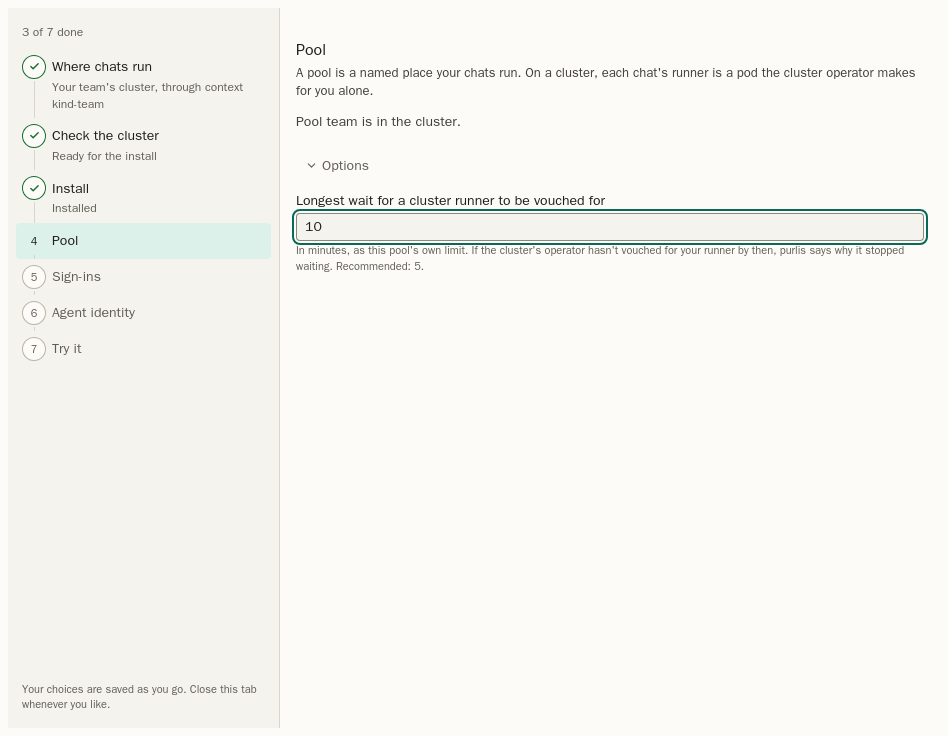 3 of 7 done
Where chats run
Your team's cluster, through context
kind-team
Check the cluster
Ready for the install
Install
Installed
4 Pool
5 Sign-ins
6 Agent identity
7 Try it
Your choices are saved as you go. Close this tab
whenever you like.
Pool
A pool is a named place your chats run. On a cluster, each chat's runner is a pod the cluster operator makes
for you alone.
Pool team is in the cluster.
Options
Longest wait for a cluster runner to be vouched for
10
In minutes, as this pool's own limit. If the cluster's operator hasn't vouched for your runner by then, purlis says why it stopped
waiting. Recommended: 5.